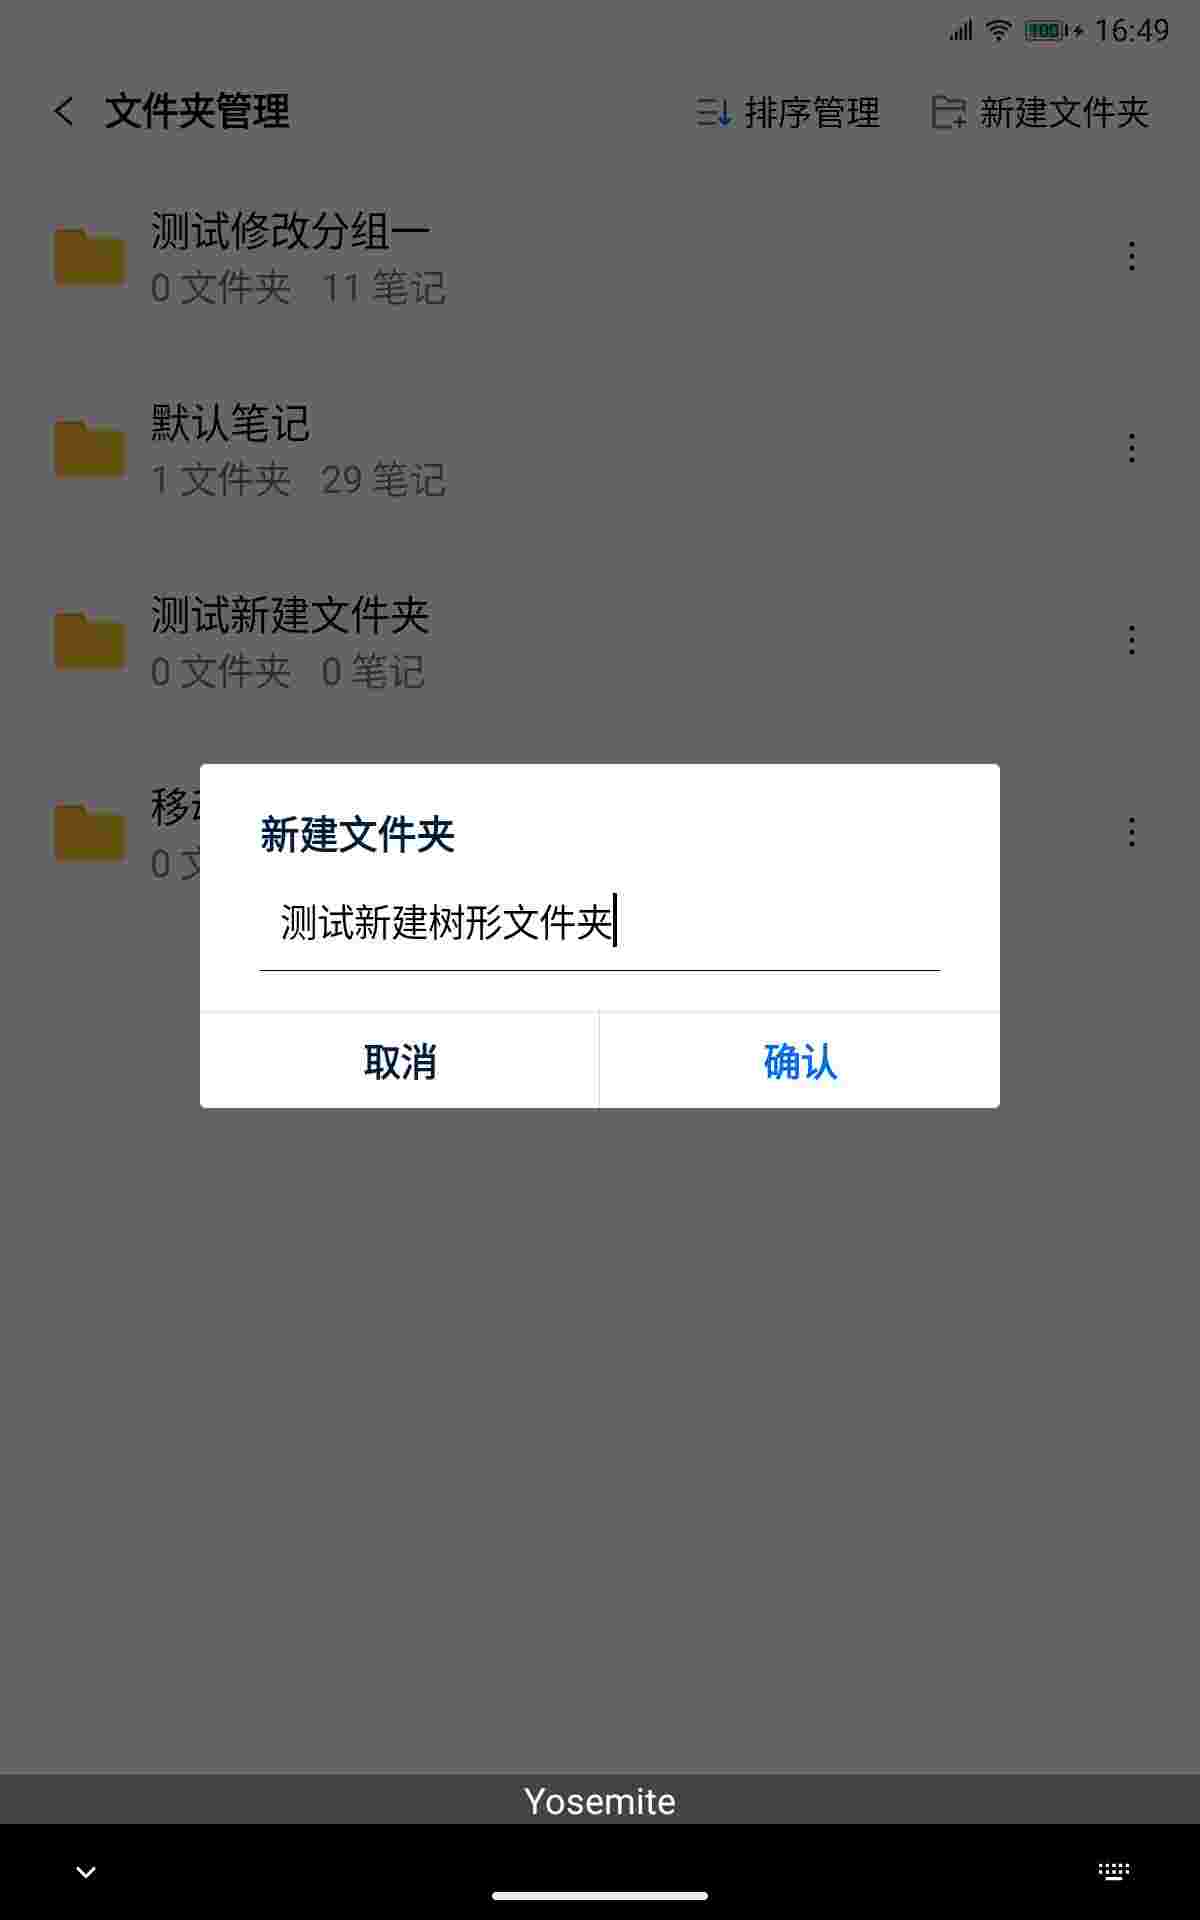 100 16:49
文件夹管理 排序管理 新建文件夹
测试修改分组一
0 文件夹 11 笔记
默认笔记
1 文件夹 29 笔记
测试新建文件夹
0 文件夹 0 笔记
移
0 文
新建文件夹
测试新建树形文件夹
取消 确认
Yosemite